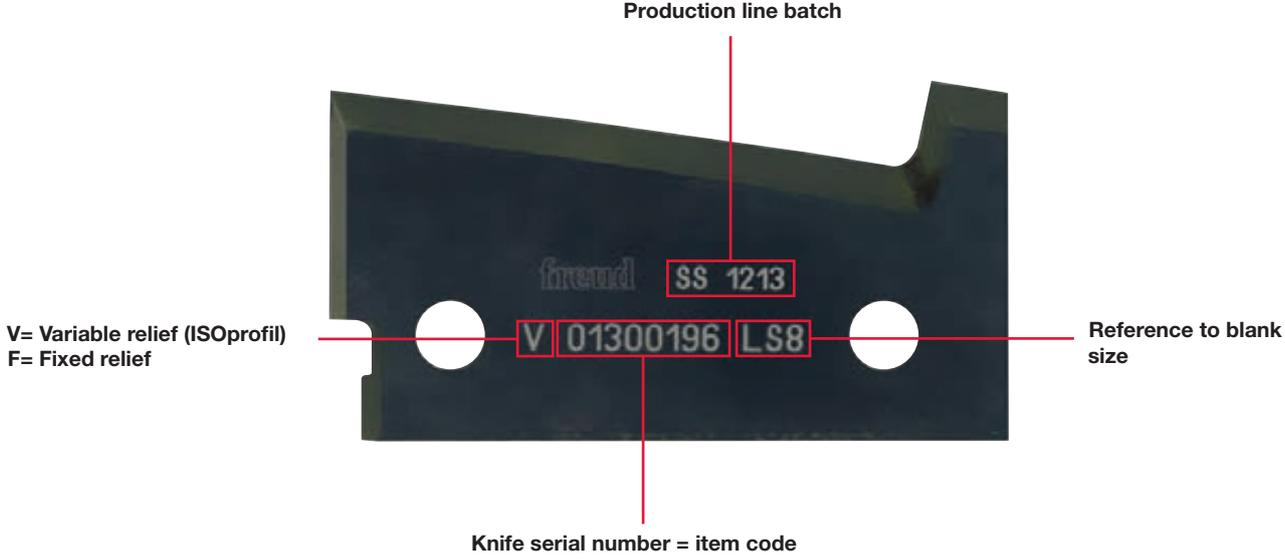 Production line batch
freud SS 1213
V= Variable relief (ISOprofil)
F= Fixed relief
V 01300196 LS8
Reference to blank
size
Knife serial number = item code